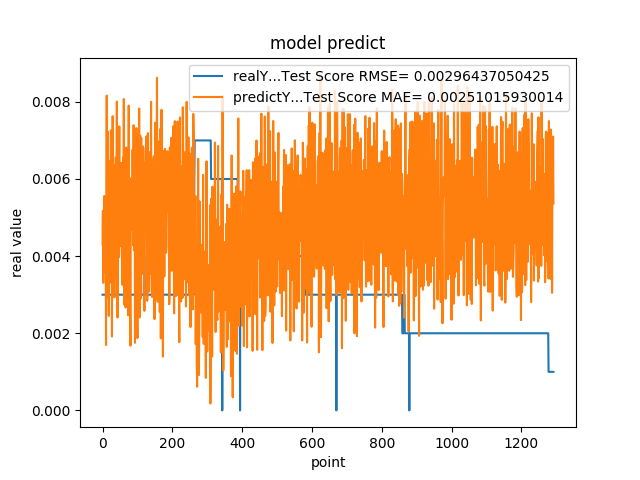 model predict
realY...Test Score RMSE= 0.00296437050425
predictY...Test Score MAE= 0.00251015930014
0.008
0.006
0.004
0.002
0.000
real value
0 200 400 600 800 1000 1200
point